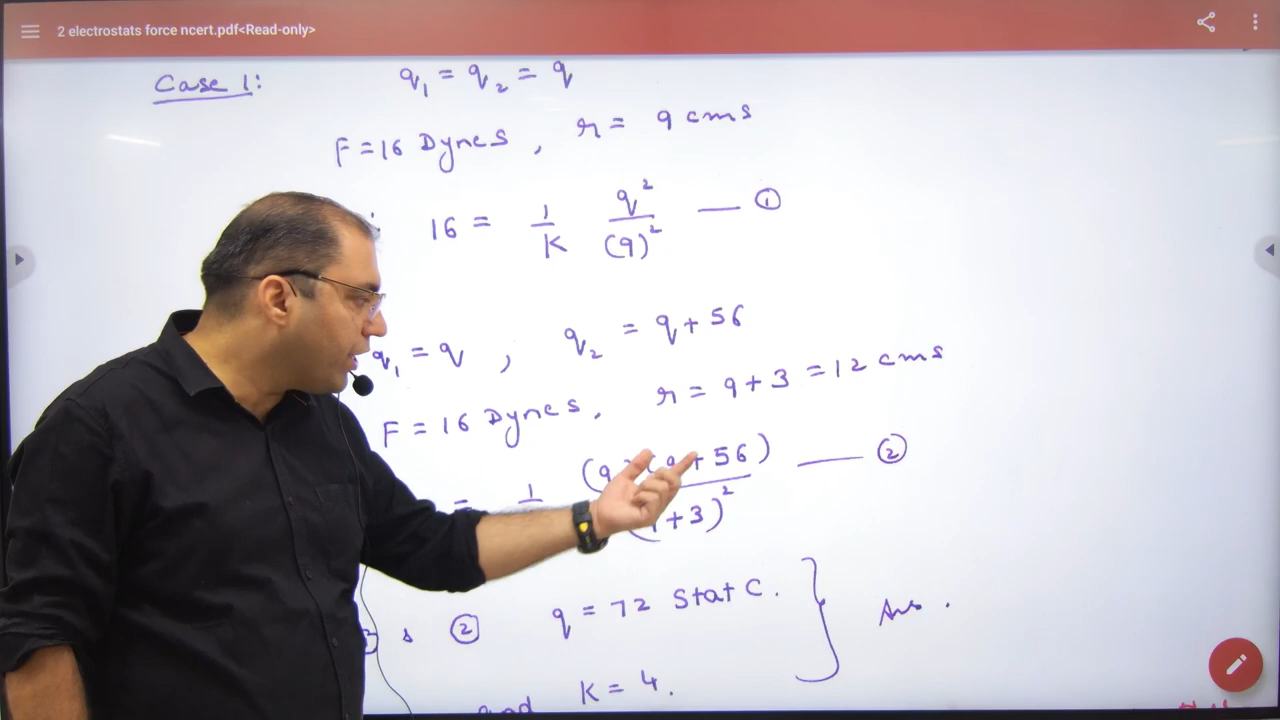 2 electrostats force ncert.pdf<Read-only>
Case 1: q₁ = q₂ = q
F = 16 Dynes, r = 9 cms
16 = 1/K q²/(9)² — ①
q₁ = q, q₂ = q + 56
F = 16 Dynes, r = 9 + 3 = 12 cms
= 1 (q + 56) + 3)² — ②
② q = 72 Stat C.
Ans.
and K = 4.